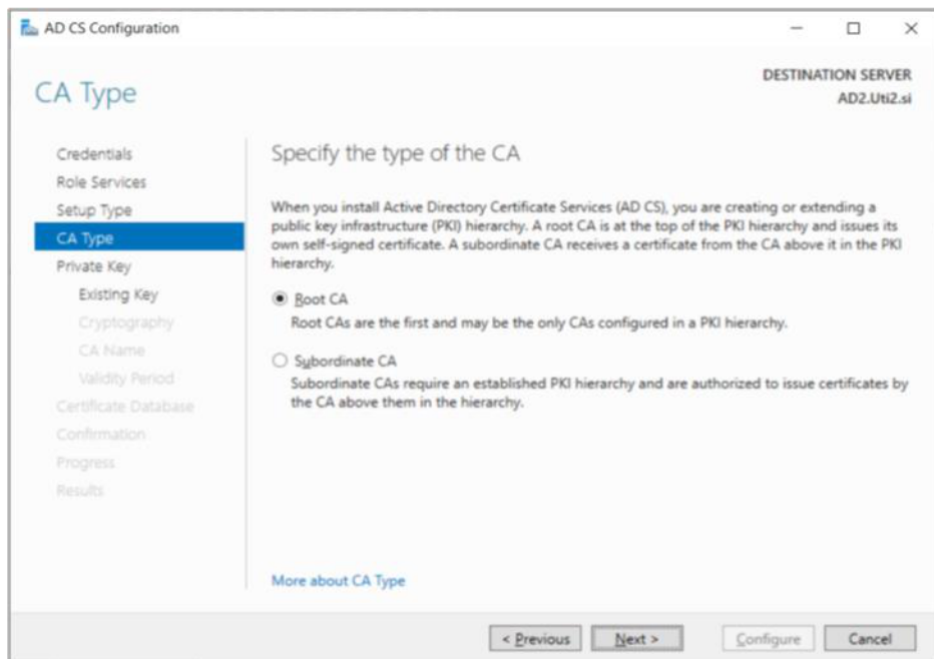 AD CS Configuration
DESTINATION SERVER
AD2.Uti2.si
CA Type
Credentials
Role Services
Setup Type
CA Type
Private Key
Existing Key
Cryptography
CA Name
Validity Period
Certificate Database
Confirmation
Progress
Results
Specify the type of the CA
When you install Active Directory Certificate Services (AD CS), you are creating or extending a
public key infrastructure (PKI) hierarchy. A root CA is at the top of the PKI hierarchy and issues its
own self-signed certificate. A subordinate CA receives a certificate from the CA above it in the PKI
hierarchy.
Root CA
Root CAs are the first and may be the only CAs configured in a PKI hierarchy.
Subordinate CA
Subordinate CAs require an established PKI hierarchy and are authorized to issue certificates by
the CA above them in the hierarchy.
More about CA Type
< Previous
Next >
Configure
Cancel